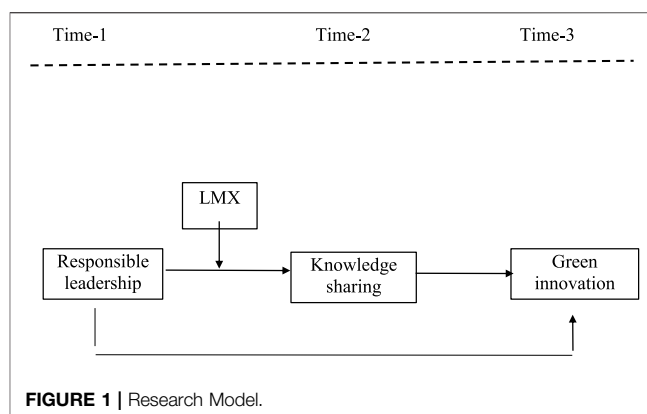 Time-1 Time-2 Time-3
LMX
Responsible leadership
Knowledge sharing
Green innovation
FIGURE 1 | Research Model.